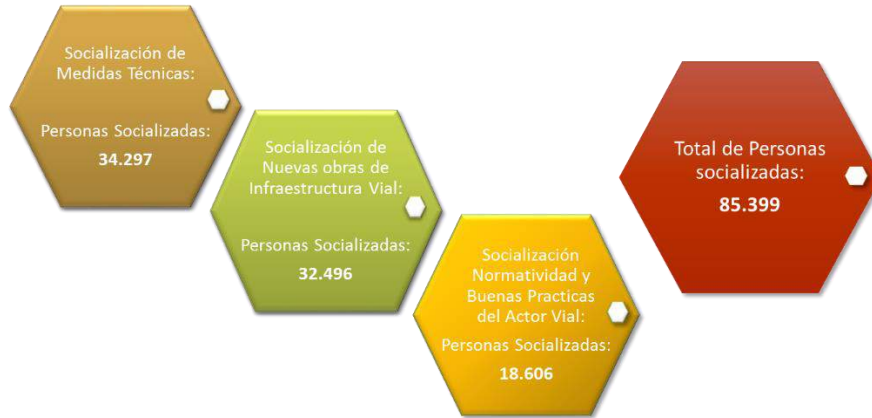 Socialización de
Medidas Técnicas:
Personas Socializadas:
34.297
Socialización de
Nuevas obras de
Infraestructura Vial:
Personas Socializadas:
32.496
Socialización
Normatividad y
Buenas Practicas
del Actor Vial:
Personas Socializadas:
18.606
Total de Personas
socializadas:
85.399